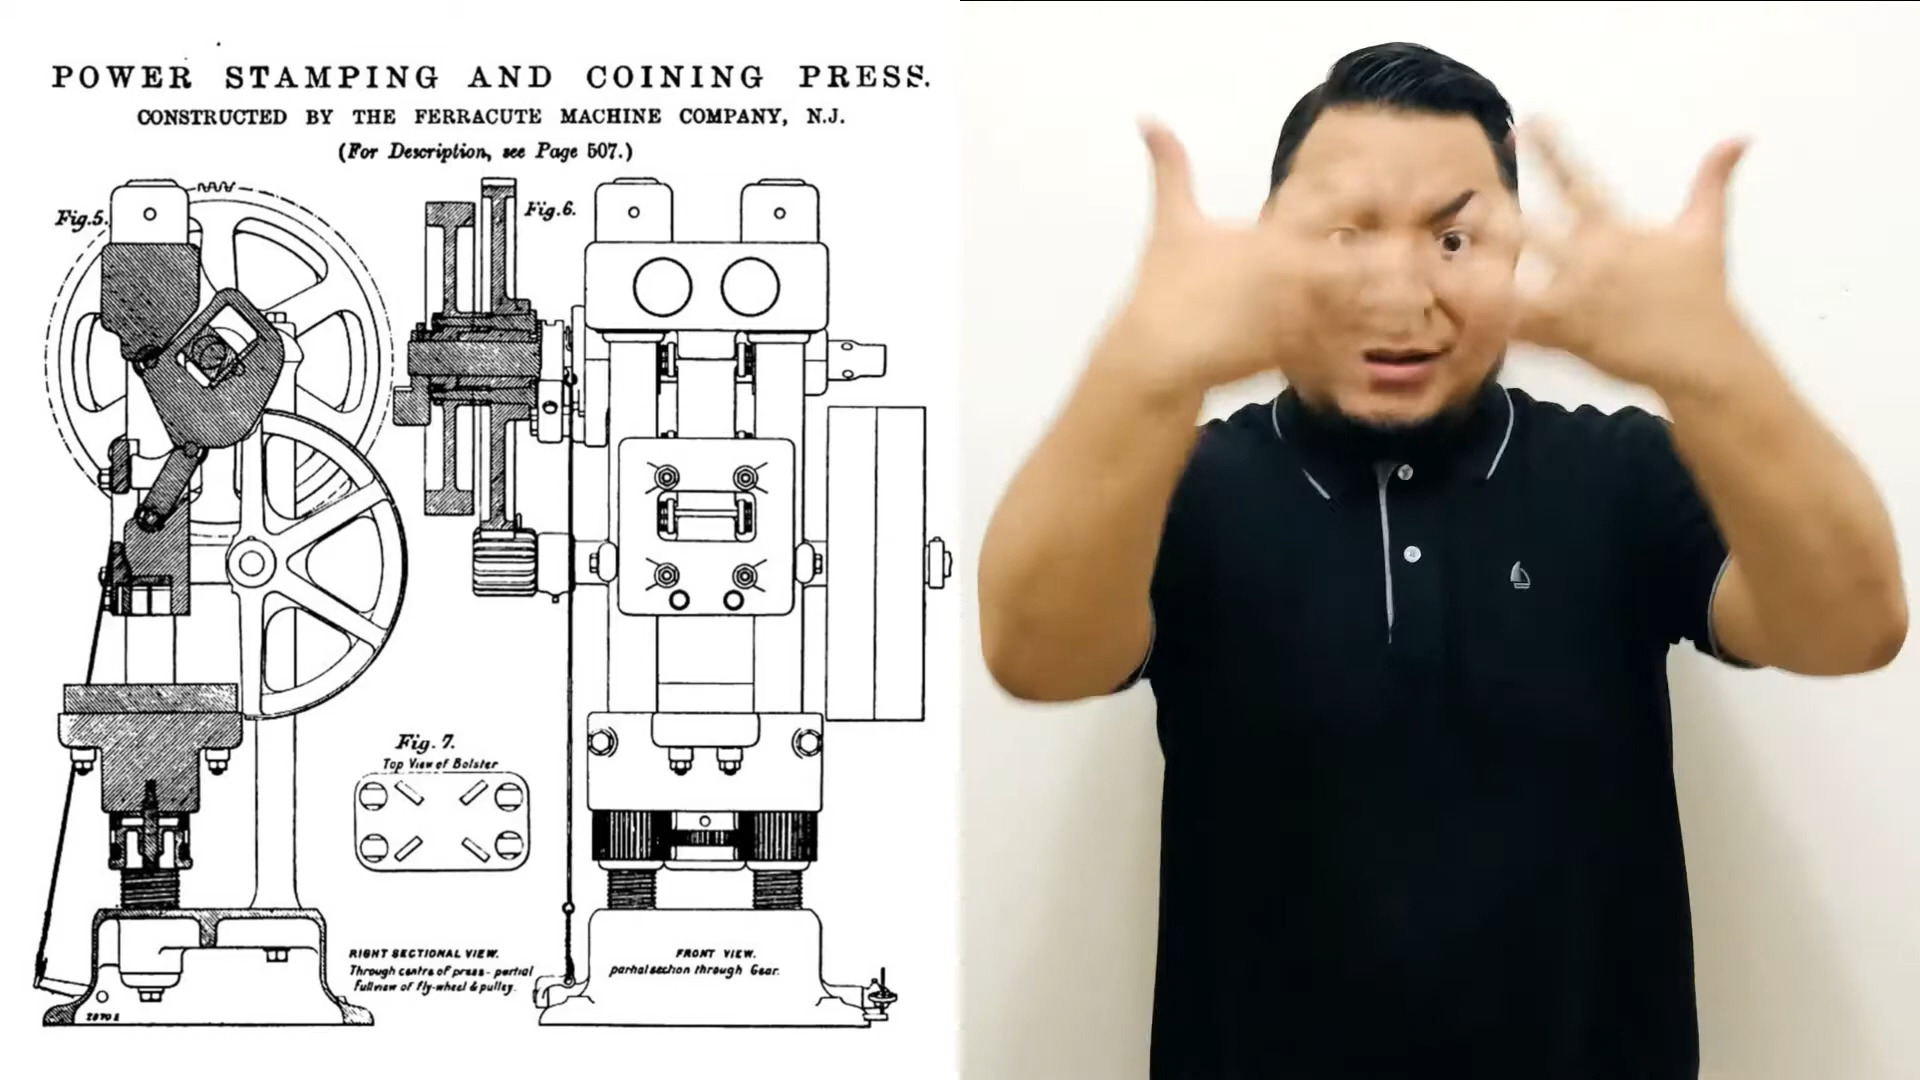 POWER STAMPING AND COINING PRESS.
CONSTRUCTED BY THE FERRACUTE MACHINE COMPANY, N.J.
(For Description, see Page 507.)
Fig.5.
Fig.6.
Fig. 7.
Top View of Bolster
RIGHT SECTIONAL VIEW.
Through centre of press - partial
Fullview of fly-wheel & pulley.
FRONT VIEW.
partial section through Gear.